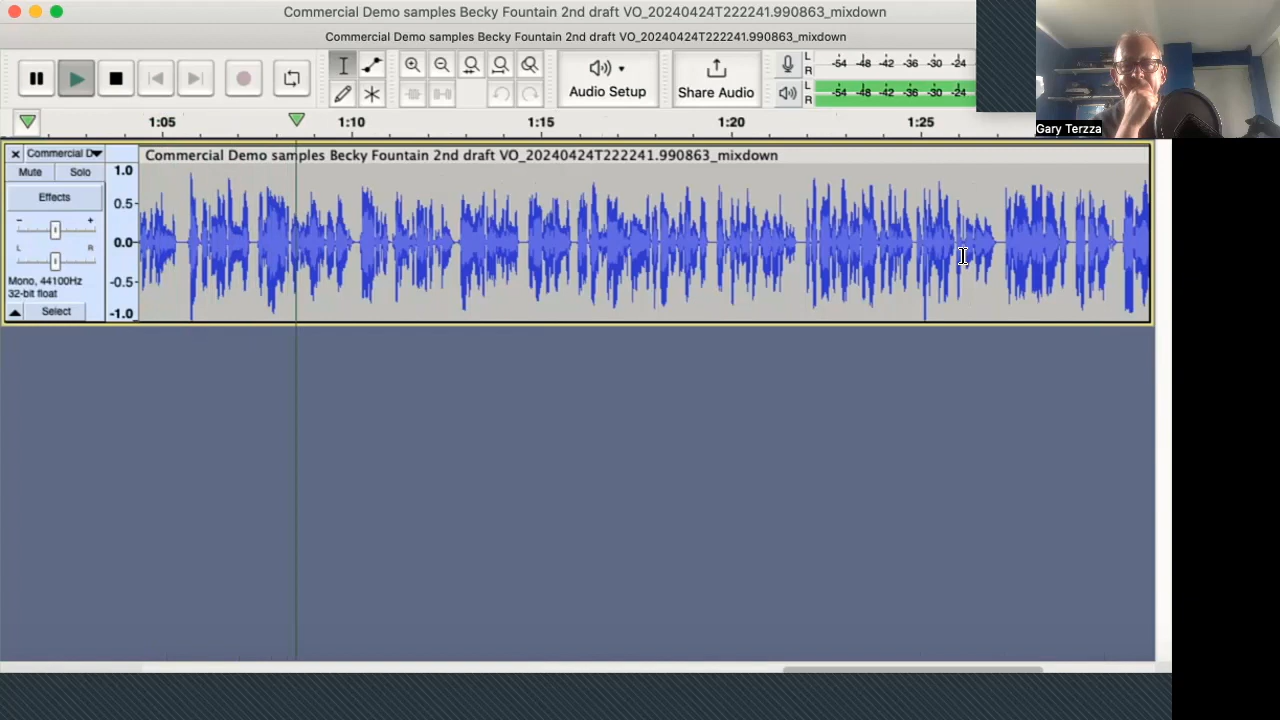 Commercial Demo samples Becky Fountain 2nd draft VO_20240424T222241.990863_mixdown
Commercial Demo samples Becky Fountain 2nd draft VO_20240424T222241.990863_mixdown
Audio Setup
Share Audio
L
R
-54 -48 -42 -36 -30 -24
L
R
-54 -48 -42 -36 -30 -24
Gary Terzza
1:05 1:10 1:15 1:20 1:25
Commercial D
Mute Solo
Effects
- +
L R
Mono, 44100Hz
32-bit float
Select
1.0
0.5
0.0
-0.5
-1.0
Commercial Demo samples Becky Fountain 2nd draft VO_20240424T222241.990863_mixdown